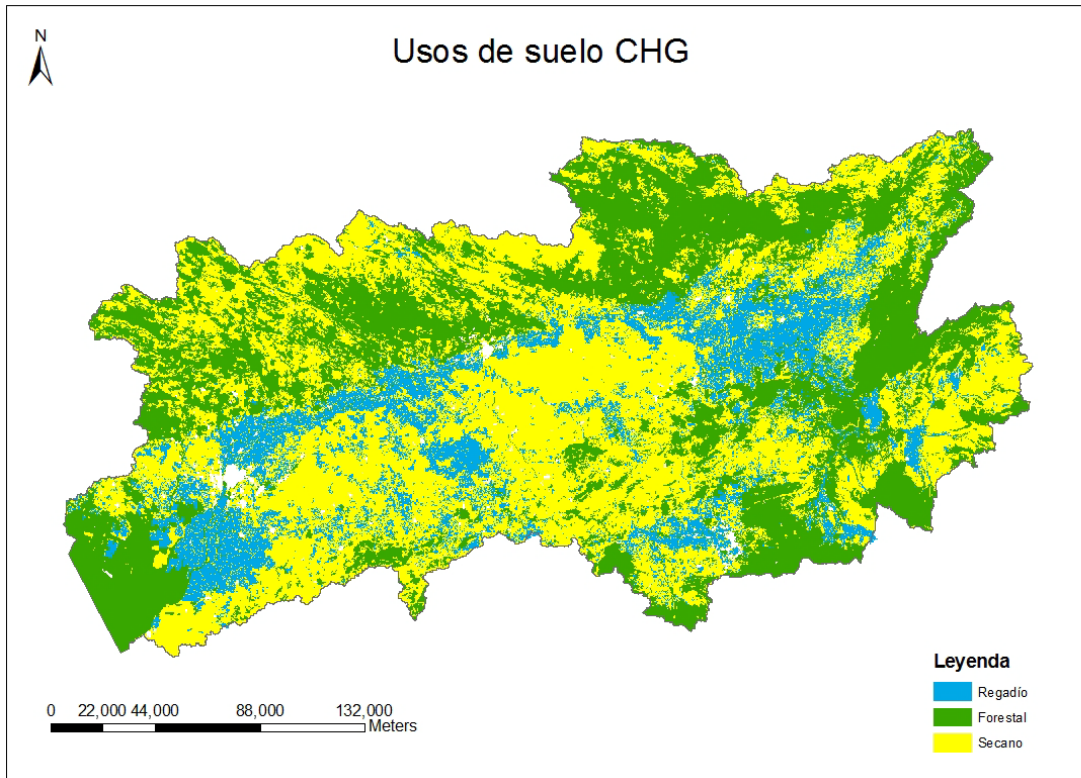 N
Usos de suelo CHG
Leyenda
Regadío
Forestal
Secano
0 22,000 44,000 88,000 132,000
Meters